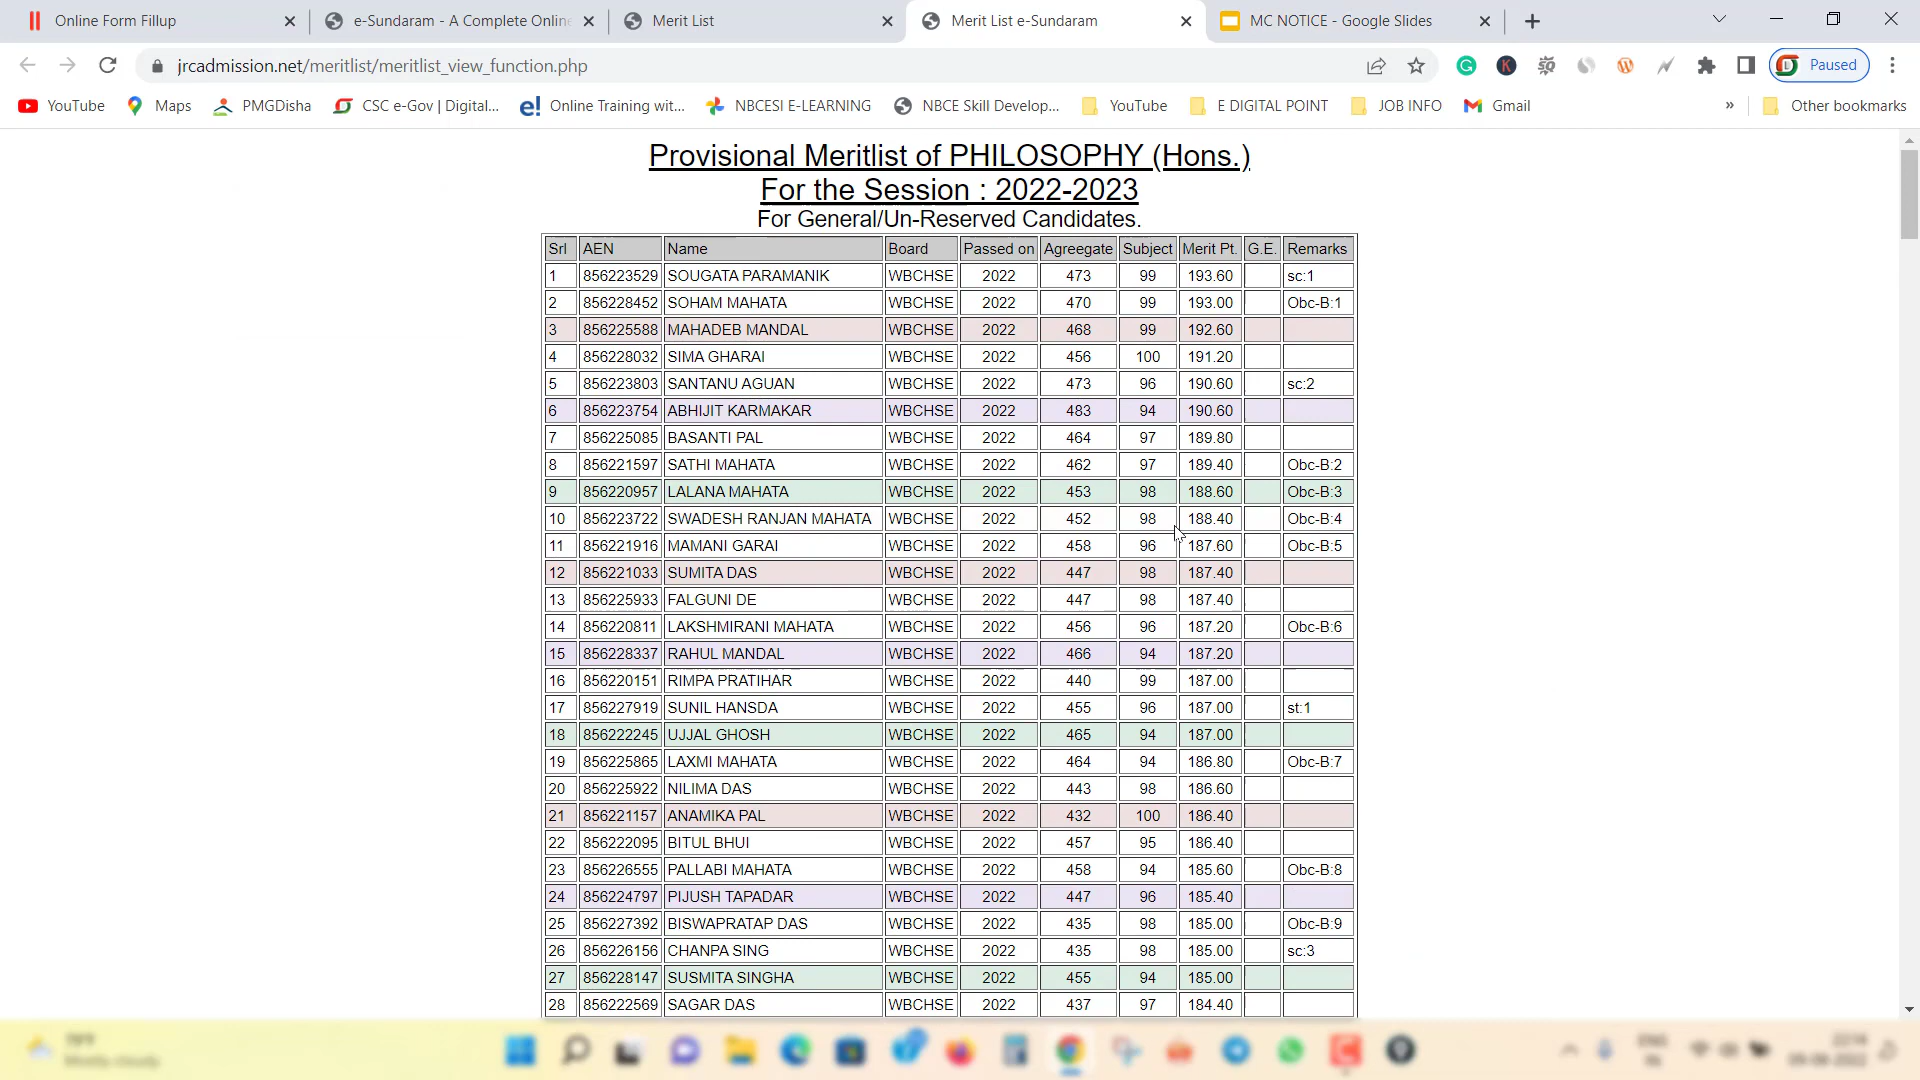 Online Form Fillup
e-Sundaram - A Complete Online
Merit List
Merit List e-Sundaram
MC NOTICE - Google Slides
jrcadmission.net/meritlist/meritlist_view_function.php
Paused
YouTube Maps PMGDisha CSC e-Gov | Digital... Online Training wit... NBCESI E-LEARNING NBCE Skill Develop... YouTube E DIGITAL POINT JOB INFO Gmail » Other bookmarks
Provisional Meritlist of PHILOSOPHY (Hons.)
For the Session : 2022-2023
For General/Un-Reserved Candidates.
Srl AEN Name Board Passed on Agreegate Subject Merit Pt. G.E. Remarks
1 856223529 SOUGATA PARAMANIK WBCHSE 2022 473 99 193.60 sc:1
2 856228452 SOHAM MAHATA WBCHSE 2022 470 99 193.00 Obc-B:1
3 856225588 MAHADEB MANDAL WBCHSE 2022 468 99 192.60
4 856228032 SIMA GHARAI WBCHSE 2022 456 100 191.20
5 856223803 SANTANU AGUAN WBCHSE 2022 473 96 190.60 sc:2
6 856223754 ABHIJIT KARMAKAR WBCHSE 2022 483 94 190.60
7 856225085 BASANTI PAL WBCHSE 2022 464 97 189.80
8 856221597 SATHI MAHATA WBCHSE 2022 462 97 189.40 Obc-B:2
9 856220957 LALANA MAHATA WBCHSE 2022 453 98 188.60 Obc-B:3
10 856223722 SWADESH RANJAN MAHATA WBCHSE 2022 452 98 188.40 Obc-B:4
11 856221916 MAMANI GARAI WBCHSE 2022 458 96 187.60 Obc-B:5
12 856221033 SUMITA DAS WBCHSE 2022 447 98 187.40
13 856225933 FALGUNI DE WBCHSE 2022 447 98 187.40
14 856220811 LAKSHMIRANI MAHATA WBCHSE 2022 456 96 187.20 Obc-B:6
15 856228337 RAHUL MANDAL WBCHSE 2022 466 94 187.20
16 856220151 RIMPA PRATIHAR WBCHSE 2022 440 99 187.00
17 856227919 SUNIL HANSDA WBCHSE 2022 455 96 187.00 st:1
18 856222245 UJJAL GHOSH WBCHSE 2022 465 94 187.00
19 856225865 LAXMI MAHATA WBCHSE 2022 464 94 186.80 Obc-B:7
20 856225922 NILIMA DAS WBCHSE 2022 443 98 186.60
21 856221157 ANAMIKA PAL WBCHSE 2022 432 100 186.40
22 856222095 BITUL BHUI WBCHSE 2022 457 95 186.40
23 856226555 PALLABI MAHATA WBCHSE 2022 458 94 185.60 Obc-B:8
24 856224797 PIJUSH TAPADAR WBCHSE 2022 447 96 185.40
25 856227392 BISWAPRATAP DAS WBCHSE 2022 435 98 185.00 Obc-B:9
26 856226156 CHANPA SING WBCHSE 2022 435 98 185.00 sc:3
27 856228147 SUSMITA SINGHA WBCHSE 2022 455 94 185.00
28 856222569 SAGAR DAS WBCHSE 2022 437 97 184.40